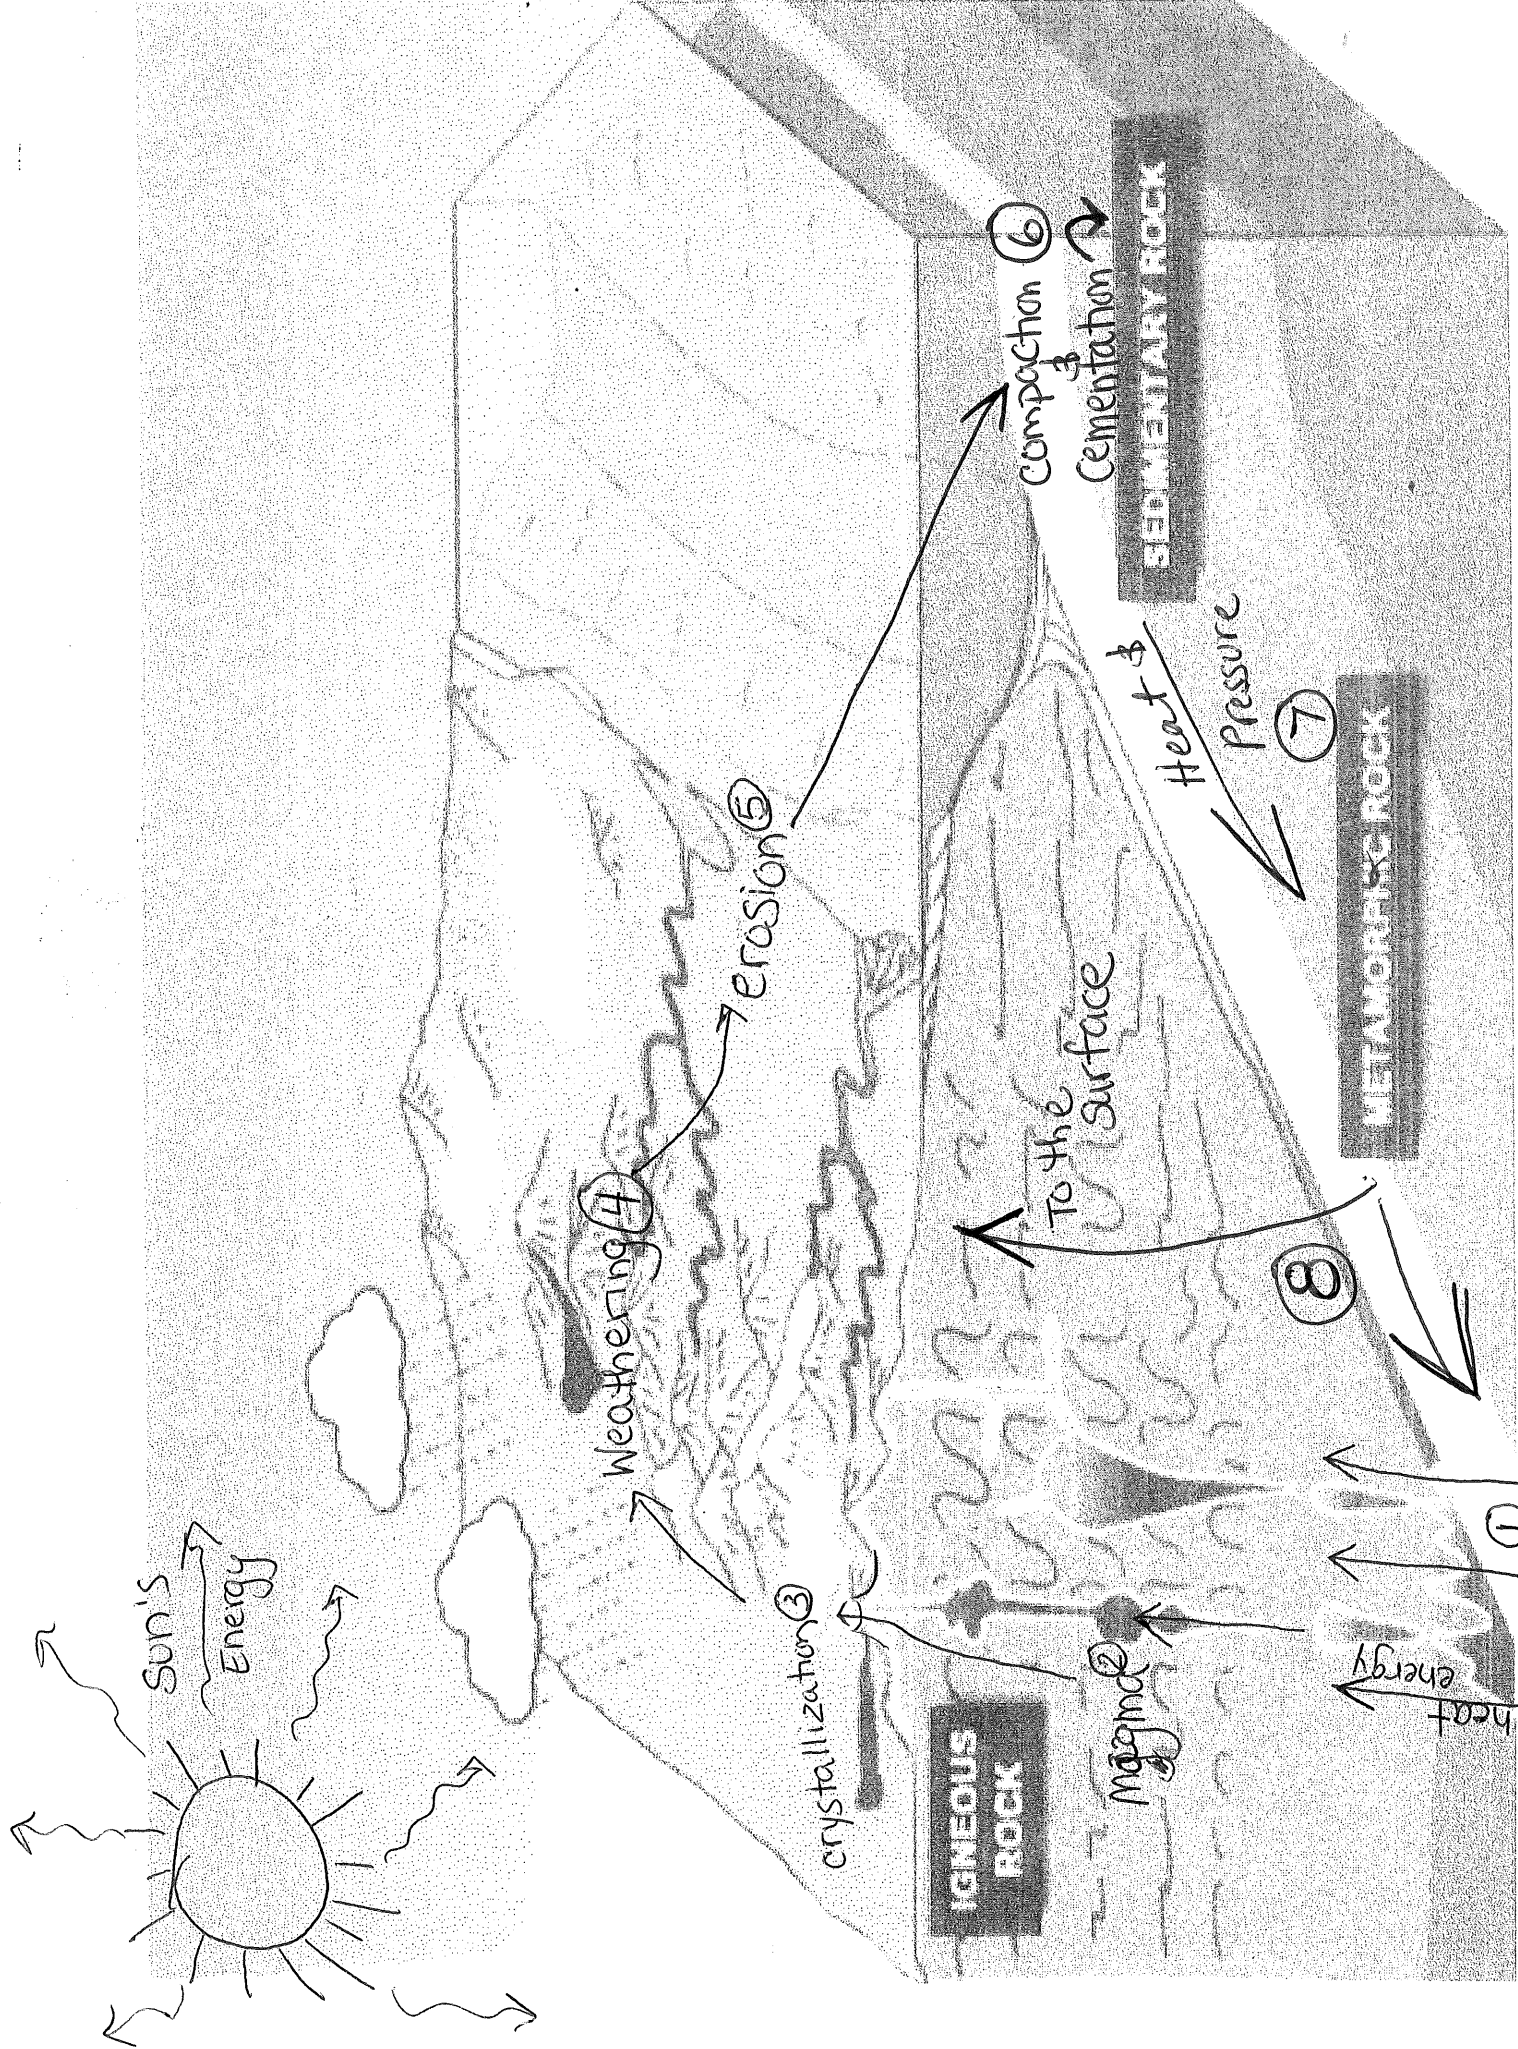 Sun's
Energy
Weathering 4
erosion 5
crystallization 3
IGNEOUS
ROCK
magma 2
heat
energy
1
8
To the
surface
compaction 6
&
Cementation
SEDIMENTARY ROCK
Heat &
Pressure
7
METAMORPHIC ROCK